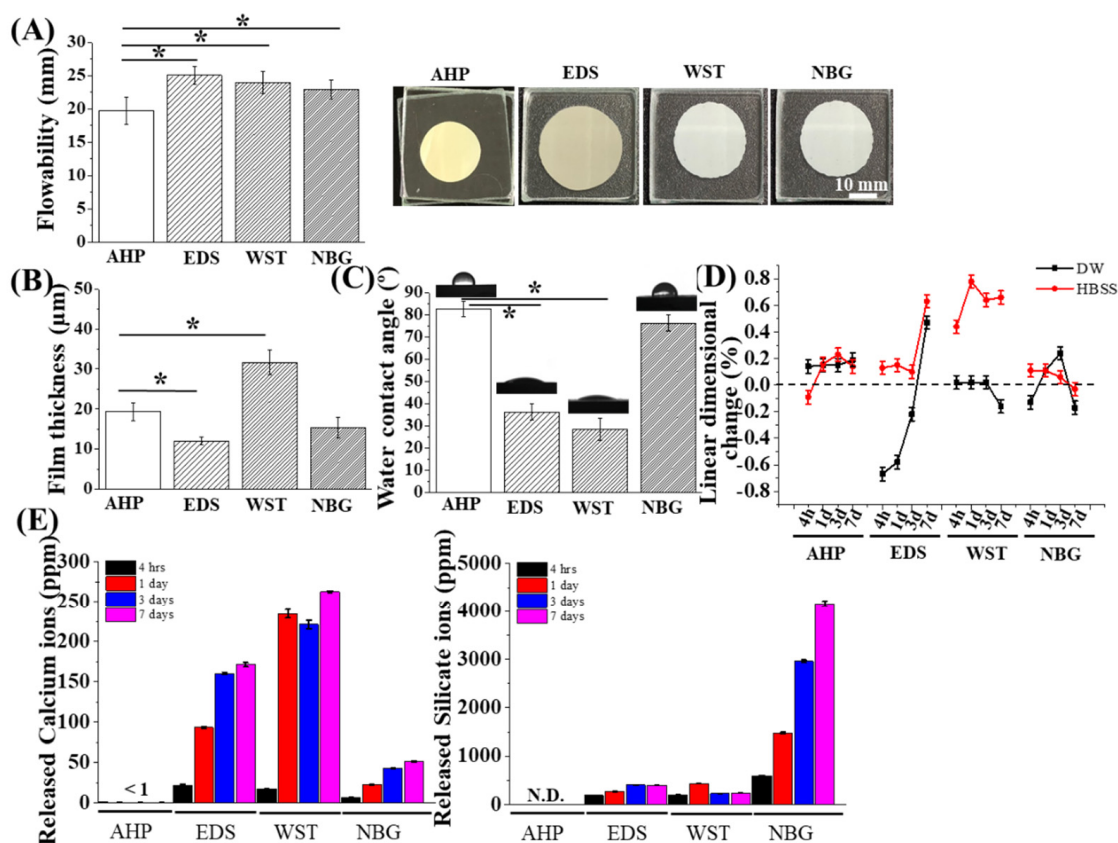 (A)
Flowability (mm)
30
25
20
15
10
5
0
*
*
*
AHP
EDS
WST
NBG
AHP
EDS
WST
NBG
10 mm
(B)
Film thickness (µm)
50
40
30
20
10
0
*
*
AHP
EDS
WST
NBG
(C)
Water contact angle (°)
90
80
70
60
50
40
30
20
10
0
*
*
AHP
EDS
WST
NBG
(D)
Linear dimensional
change (%)
0.8
0.6
0.4
0.2
0.0
-0.2
-0.4
-0.6
-0.8
DW
HBSS
4h
1d
3d
7d
4h
1d
3d
7d
4h
1d
3d
7d
4h
1d
3d
7d
AHP
EDS
WST
NBG
(E)
Released Calcium ions (ppm)
300
250
200
150
100
50
0
4 hrs
1 day
3 days
7 days
< 1
AHP
EDS
WST
NBG
Released Silicate ions (ppm)
5000
4000
3000
2000
1000
500
0
4 hrs
1 day
3 days
7 days
N.D.
AHP
EDS
WST
NBG